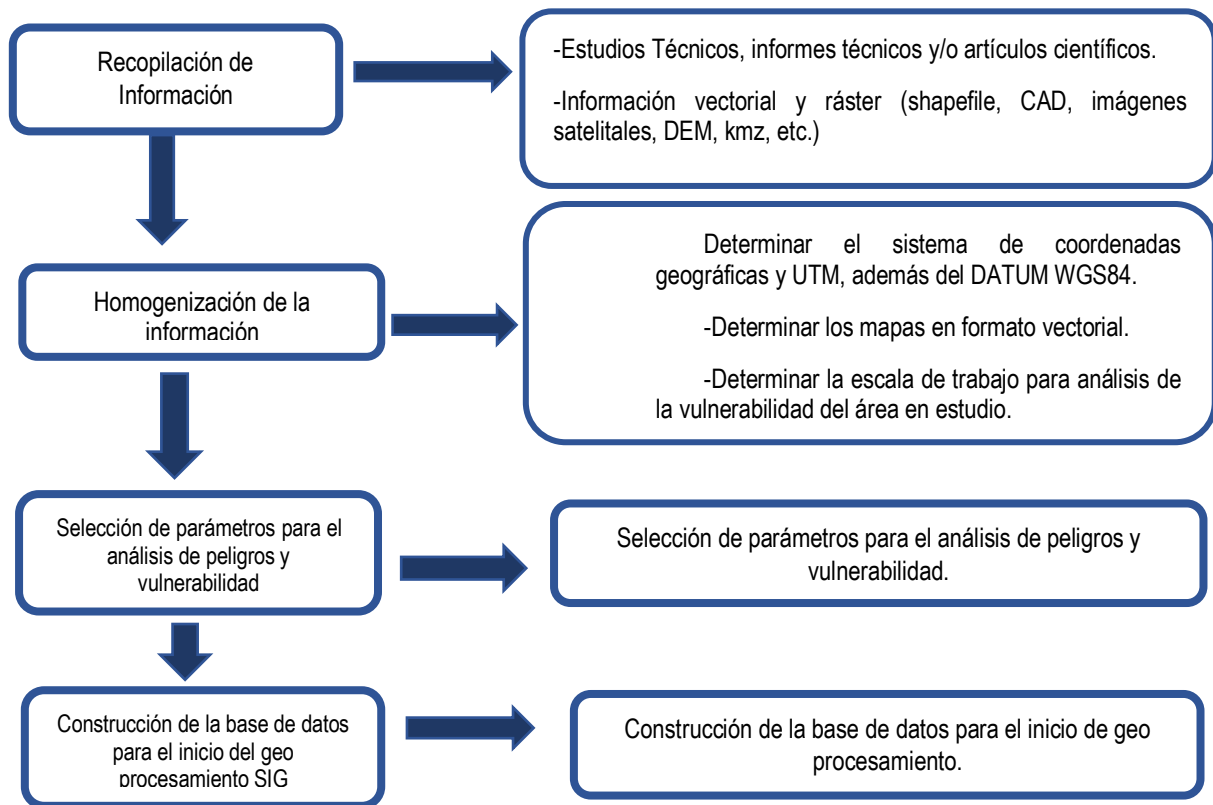 Recopilación de
Información
-Estudios Técnicos, informes técnicos y/o artículos científicos.
-Información vectorial y ráster (shapefile, CAD, imágenes
satelitales, DEM, kmz, etc.)
Homogenización de la
información
Determinar el sistema de coordenadas
geográficas y UTM, además del DATUM WGS84.
-Determinar los mapas en formato vectorial.
-Determinar la escala de trabajo para análisis de
la vulnerabilidad del área en estudio.
Selección de parámetros para el
análisis de peligros y
vulnerabilidad
Selección de parámetros para el análisis de peligros y
vulnerabilidad.
Construcción de la base de datos
para el inicio del geo
procesamiento SIG
Construcción de la base de datos para el inicio de geo
procesamiento.